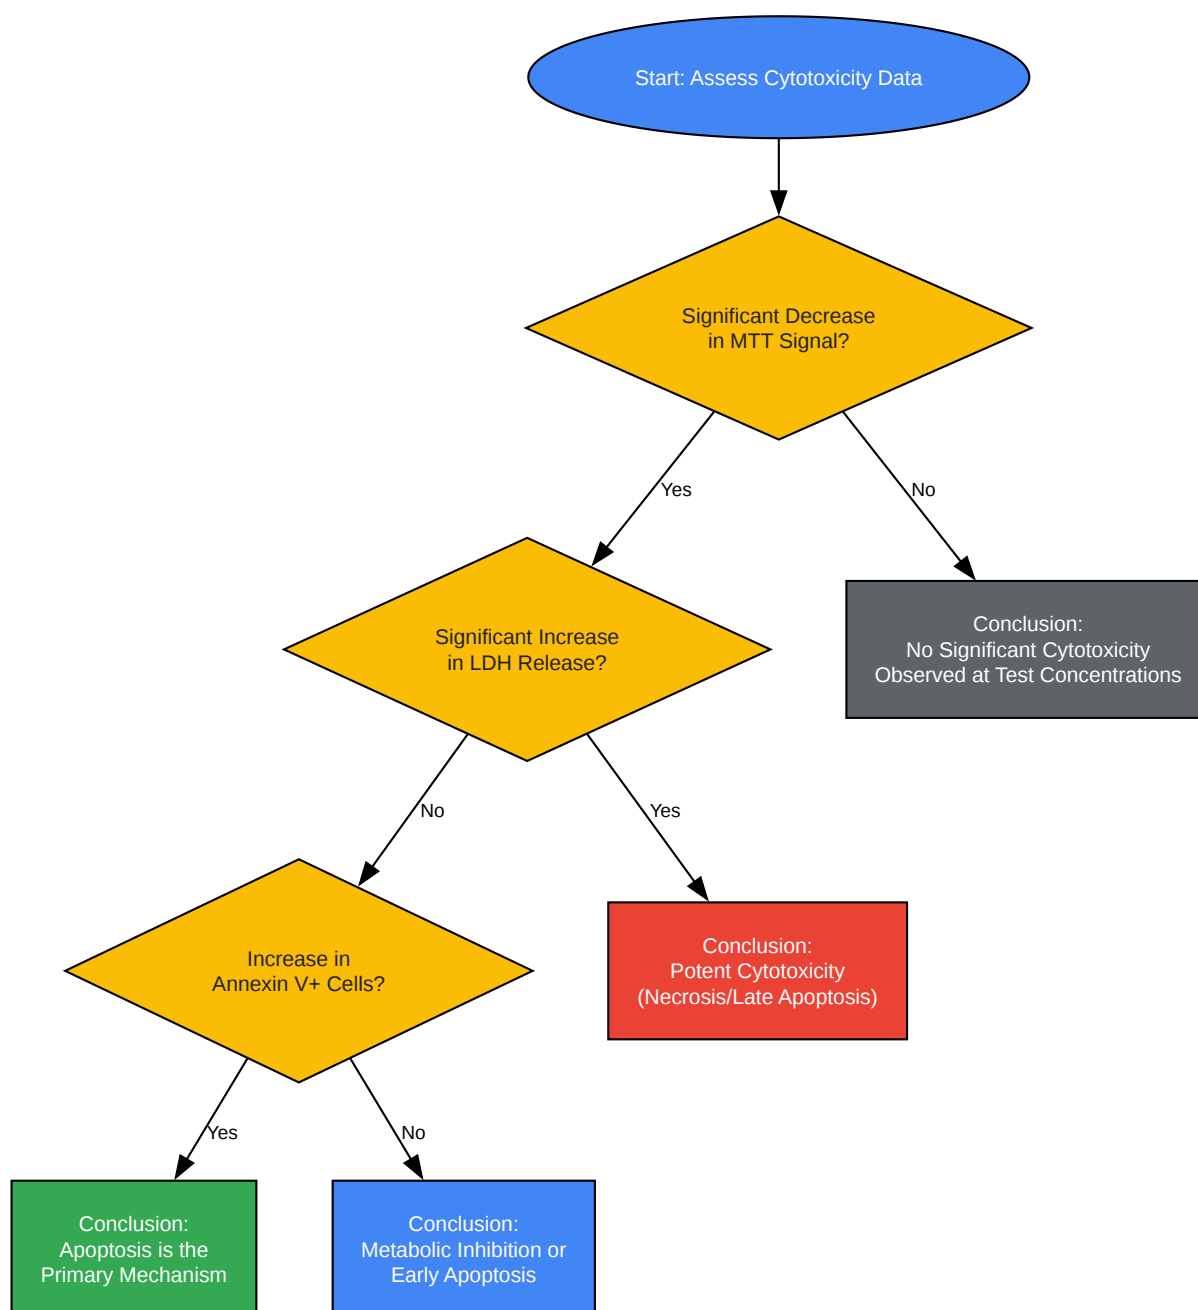 Start: Assess Cytotoxicity Data
Significant Decrease
in MTT Signal?
Yes
No
Significant Increase
in LDH Release?
Conclusion:
No Significant Cytotoxicity
Observed at Test Concentrations
No
Yes
Increase in
Annexin V+ Cells?
Conclusion:
Potent Cytotoxicity
(Necrosis/Late Apoptosis)
Yes
No
Conclusion:
Apoptosis is the
Primary Mechanism
Conclusion:
Metabolic Inhibition or
Early Apoptosis